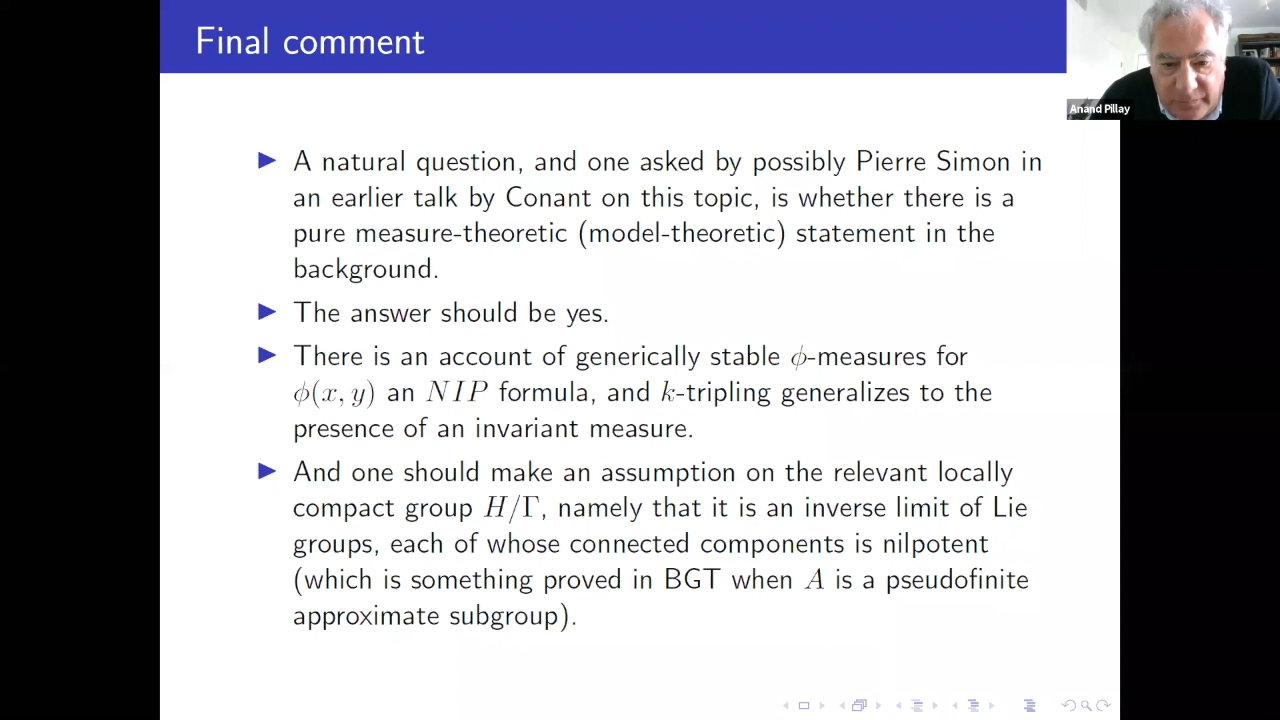 Final comment
Anand Pillay
▶ A natural question, and one asked by possibly Pierre Simon in
an earlier talk by Conant on this topic, is whether there is a
pure measure-theoretic (model-theoretic) statement in the
background.
▶ The answer should be yes.
▶ There is an account of generically stable ϕ-measures for
ϕ(x, y) an NIP formula, and k-tripling generalizes to the
presence of an invariant measure.
▶ And one should make an assumption on the relevant locally
compact group H/Γ, namely that it is an inverse limit of Lie
groups, each of whose connected components is nilpotent
(which is something proved in BGT when A is a pseudofinite
approximate subgroup).